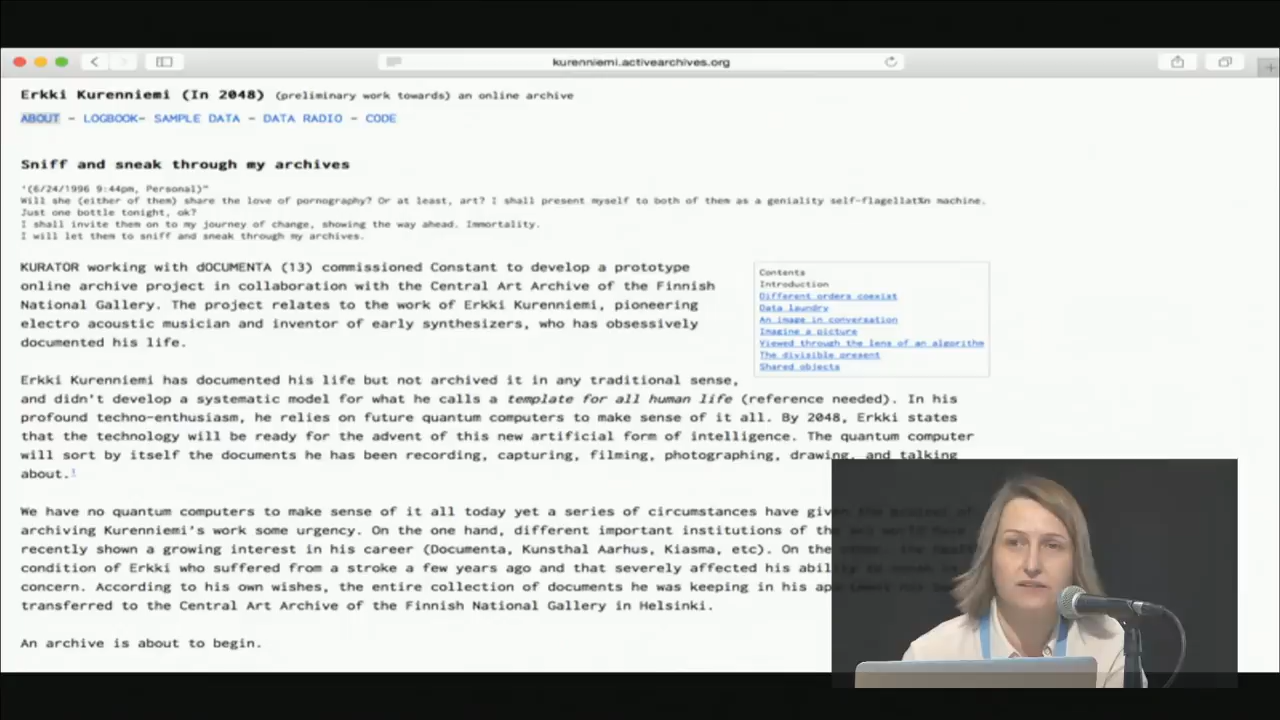 kurenniemi.activearchives.org
Erkki Kurenniemi (In 2048) (preliminary work towards) an online archive
ABOUT - LOGBOOK- SAMPLE DATA - DATA RADIO - CODE
Sniff and sneak through my archives
"(6/24/1996 9:44pm, Personal)"
Will she (either of them) share the love of pornography? Or at least, art? I shall present myself to both of them as a geniality self-flagellat%n machine.
Just one bottle tonight, ok?
I shall invite them on to my journey of change, showing the way ahead. Immortality.
I will let them to sniff and sneak through my archives.
KURATOR working with dOCUMENTA (13) commissioned Constant to develop a prototype
online archive project in collaboration with the Central Art Archive of the Finnish
National Gallery. The project relates to the work of Erkki Kurenniemi, pioneering
electro acoustic musician and inventor of early synthesizers, who has obsessively
documented his life.
Contents
Introduction
Different orders coexist
Data laundry
An image in conversation
Imagine a picture
Viewed through the lens of an algorithm
The divisible present
Shared objects
Erkki Kurenniemi has documented his life but not archived it in any traditional sense,
and didn't develop a systematic model for what he calls a template for all human life (reference needed). In his
profound techno-enthusiasm, he relies on future quantum computers to make sense of it all. By 2048, Erkki states
that the technology will be ready for the advent of this new artificial form of intelligence. The quantum computer
will sort by itself the documents he has been recording, capturing, filming, photographing, drawing, and talking
about.1
We have no quantum computers to make sense of it all today yet a series of circumstances have
archiving Kurenniemi's work some urgency. On the one hand, different important institutions of the
recently shown a growing interest in his career (Documenta, Kunsthal Aarhus, Kiasma, etc). On the
condition of Erkki who suffered from a stroke a few years ago and that severely affected his
concern. According to his own wishes, the entire collection of documents he was keeping in his
transferred to the Central Art Archive of the Finnish National Gallery in Helsinki.
An archive is about to begin.